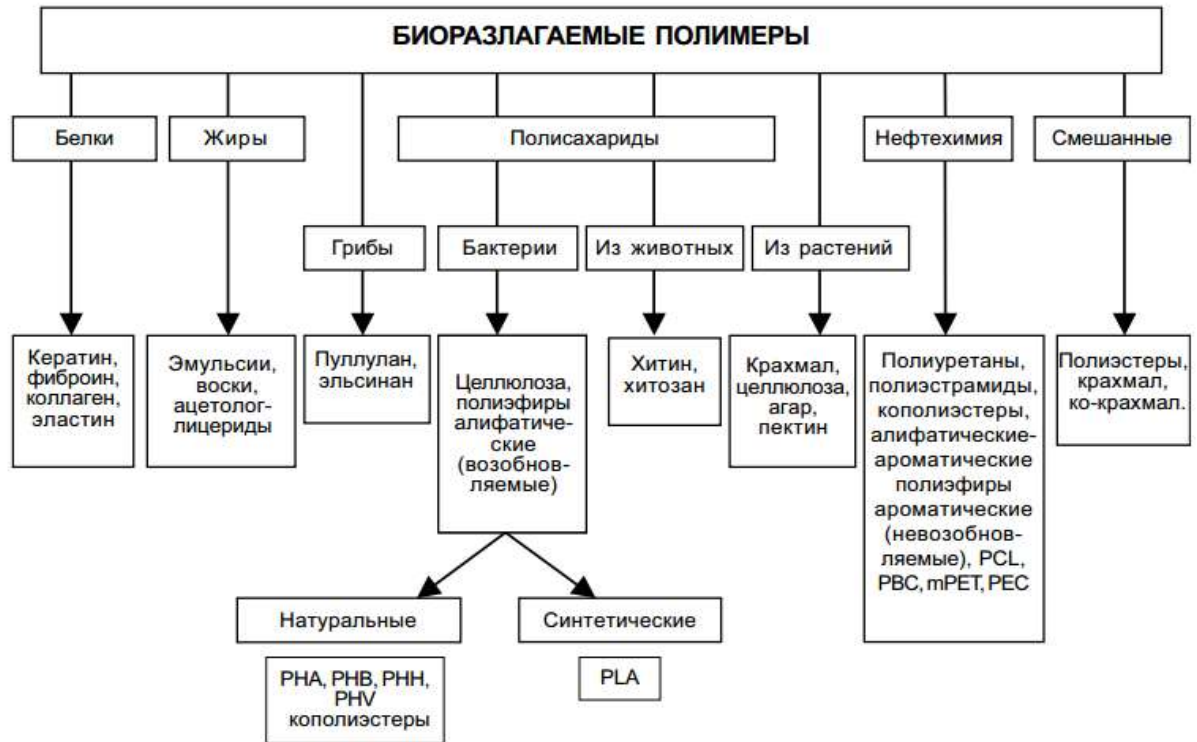 БИОРАЗЛАГАЕМЫЕ ПОЛИМЕРЫ
Белки
Жиры
Полисахариды
Нефтехимия
Смешанные
Грибы
Бактерии
Из животных
Из растений
Кератин,
фиброин,
коллаген,
эластин
Эмульсии,
воски,
ацетолог-
лицериды
Пуллулан,
эльсинан
Целлюлоза,
полиэфиры
алифатичес-
кие
(возобнов-
ляемые)
Хитин,
хитозан
Крахмал,
целлюлоза,
агар,
пектин
Полиуретаны,
полиэстрамиды,
кополиэстеры,
алифатические-
ароматические
полиэфиры
ароматические
(невозобнов-
ляемые), PCL,
PBC, mPET, PEC
Полиэстеры,
крахмал,
ко-крахмал.
Натуральные
Синтетические
PHA, PHB, PHH,
PHV
кополиэстеры
PLA